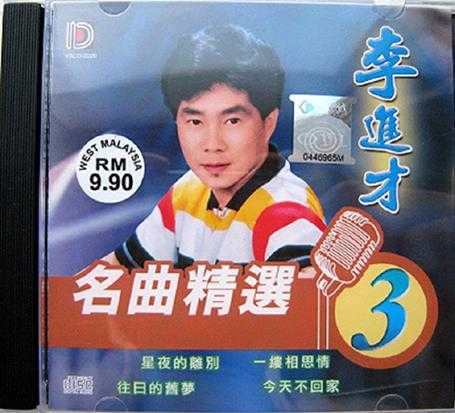 WEST MALAYSIA
RM
9.90
0446965M
李進才
名曲精選
3
星夜的離別
一縷相思情
往日的舊夢
今天不回家